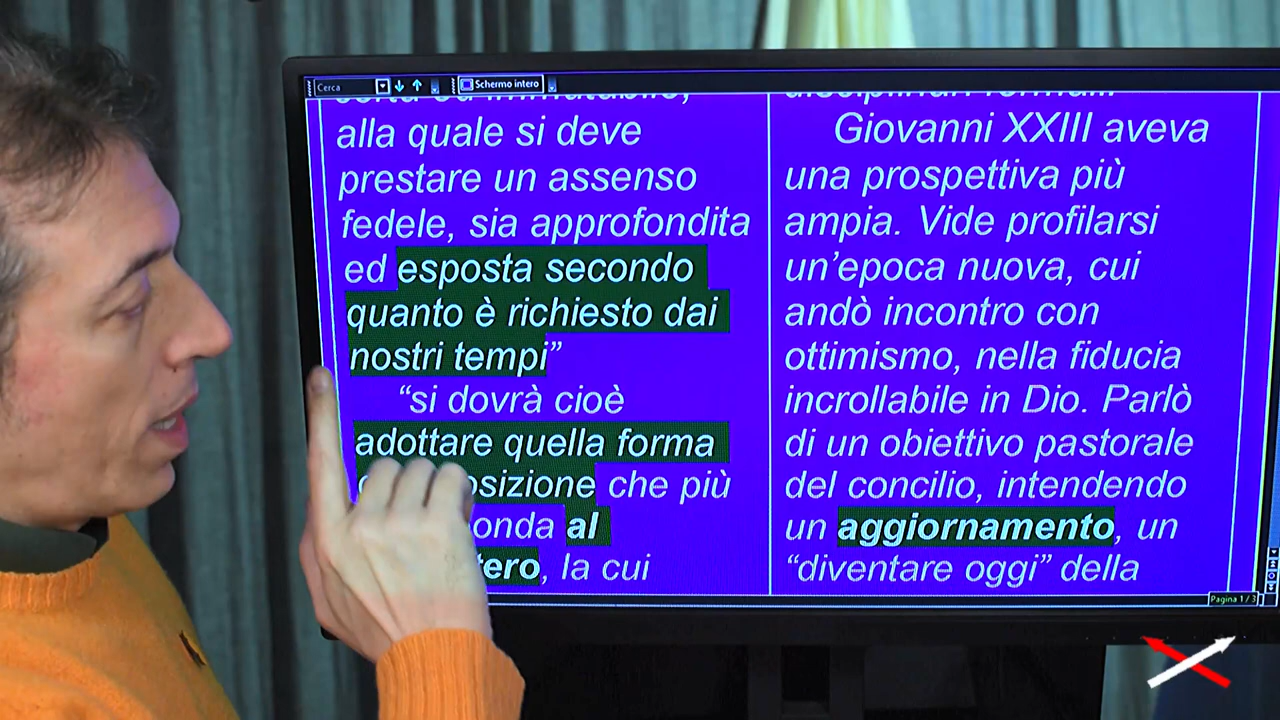 Cerca
Schermo intero
alla quale si deve
prestare un assenso
fedele, sia approfondita
ed esposta secondo
quanto è richiesto dai
nostri tempi”
“si dovrà cioè
adottare quella forma
che più
al
, la cui
Giovanni XXIII aveva
una prospettiva più
ampia. Vide profilarsi
un’epoca nuova, cui
andò incontro con
ottimismo, nella fiducia
incrollabile in Dio. Parlò
di un obiettivo pastorale
del concilio, intendendo
un aggiornamento, un
“diventare oggi” della
Pagina 1 / 3